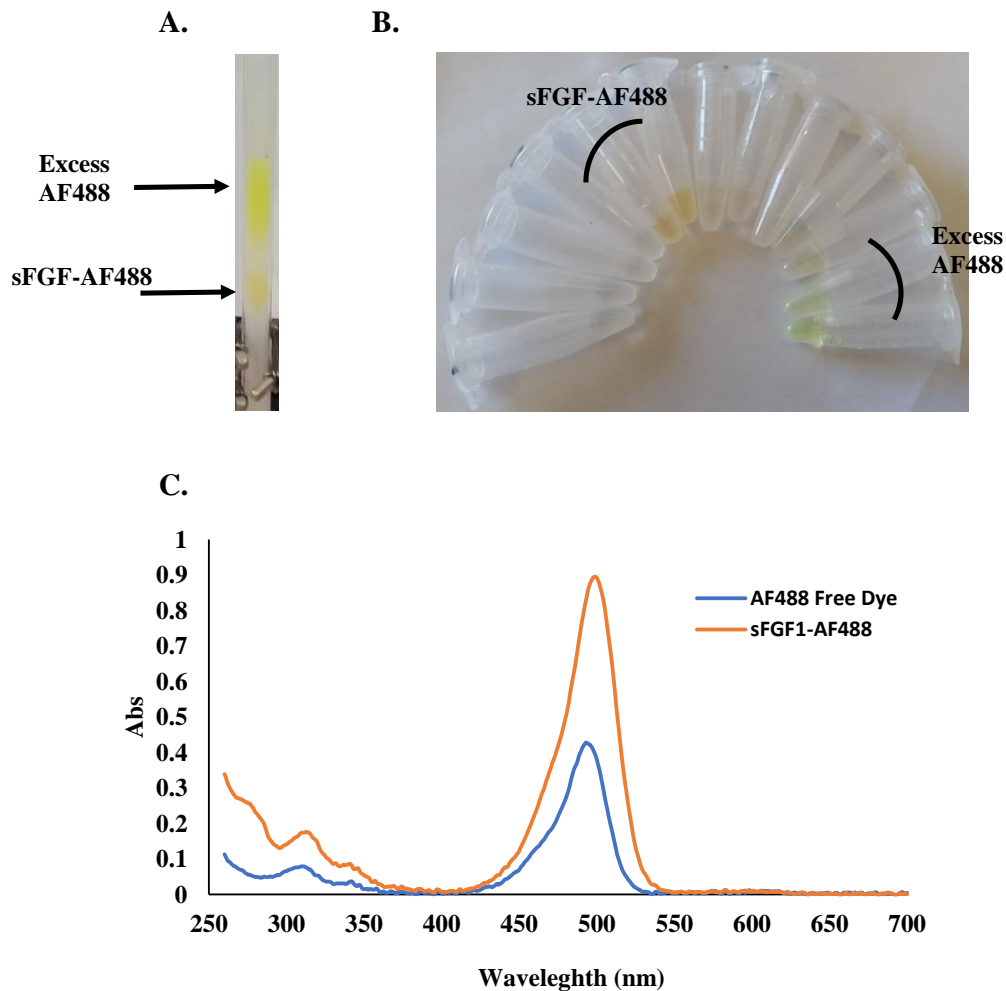 A.
B.
Excess
AF488
sFGF-AF488
sFGF-AF488
Excess
AF488
C.
1
0.9
0.8
0.7
0.6
0.5
0.4
0.3
0.2
0.1
0
Abs
AF488 Free Dye
sFGF1-AF488
250 300 350 400 450 500 550 600 650 700
Waveleghth (nm)